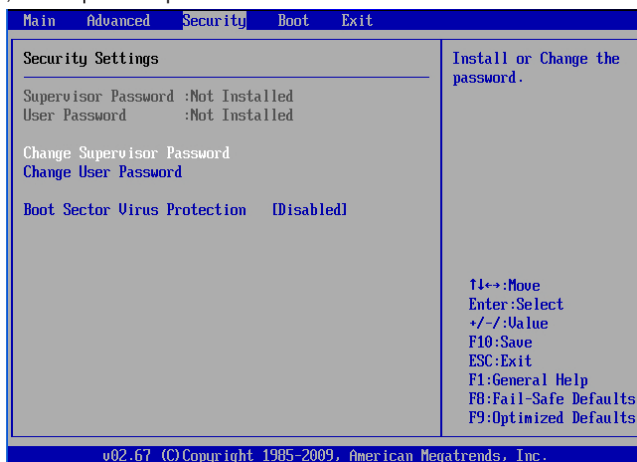 Main Advanced Security Boot Exit
Security Settings
Supervisor Password :Not Installed
User Password :Not Installed
Change Supervisor Password
Change User Password
Boot Sector Virus Protection [Disabled]
Install or Change the
password.
↑↓←→:Move
Enter:Select
+/-/:Value
F10:Save
ESC:Exit
F1:General Help
F8:Fail-Safe Defaults
F9:Optimized Defaults
v02.67 (C)Copyright 1985-2009, American Megatrends, Inc.